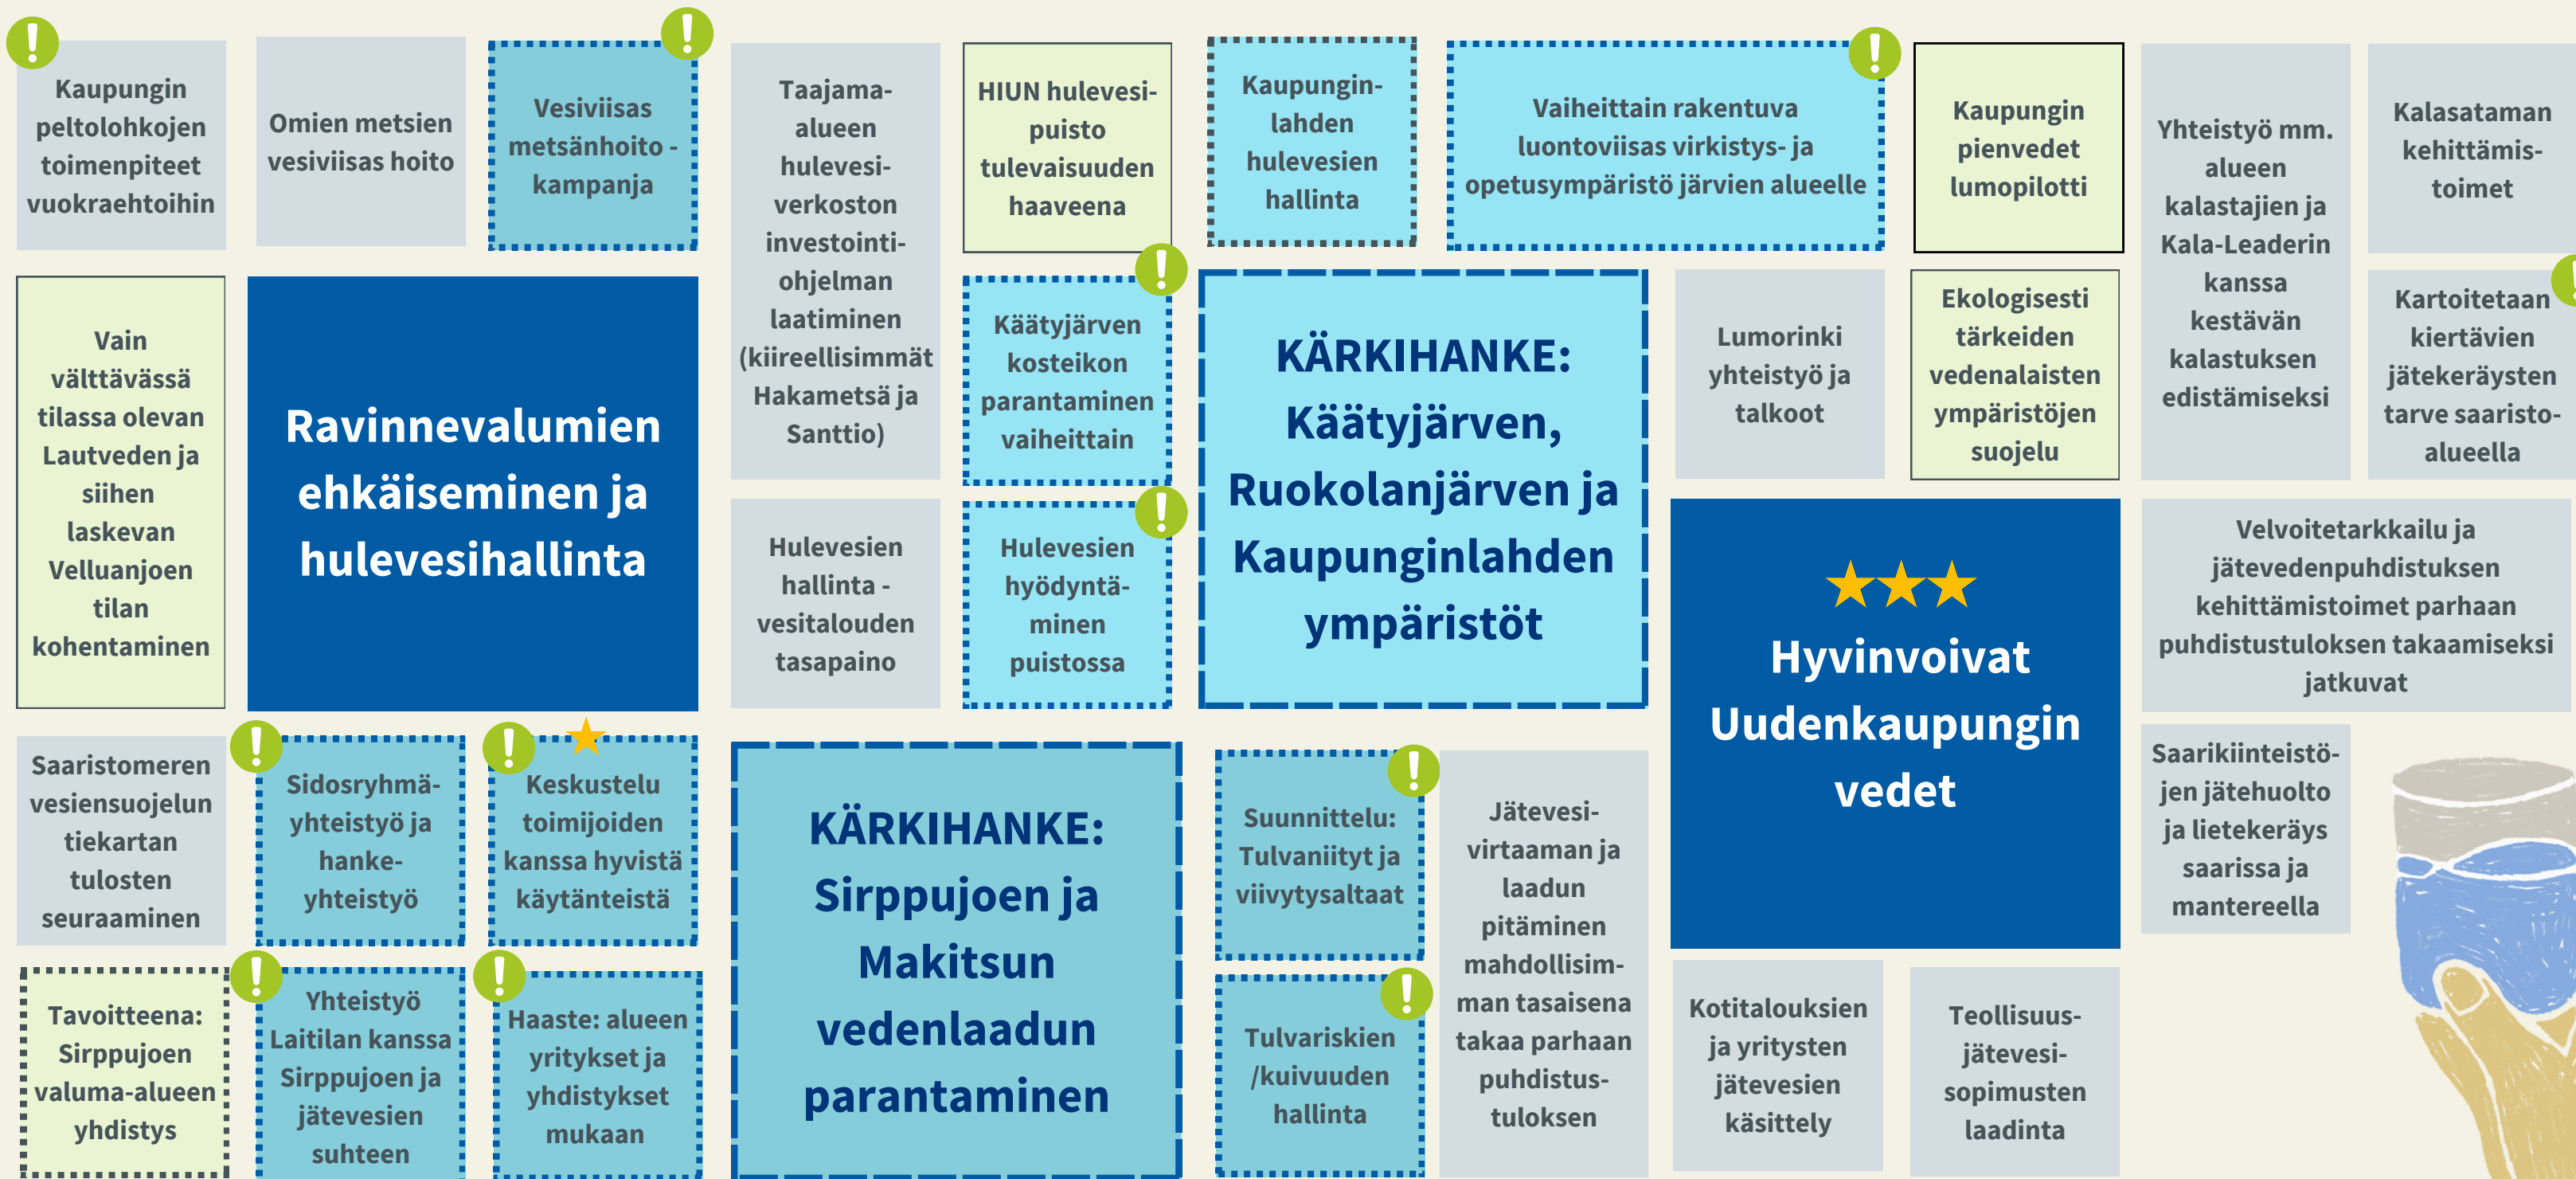 Kaupungin
peltolohkojen
toimenpiteet
vuokraehtoihin
Omien metsien
vesiviisas hoito
Vesiviisas
metsänhoito -
kampanja
Taajama-
alueen
hulevesi-
verkoston
investointi-
ohjelman
laatiminen
(kiireellisimmät
Hakametsä ja
Santtio)
HIUN hulevesi-
puisto
tulevaisuuden
haaveena
Kaupungin-
lahden
hulevesien
hallinta
Vaiheittain rakentuva
luontoviisas virkistys- ja
opetusympäristö järvien alueelle
Kaupungin
pienvedet
lumopilotti
Yhteistyö mm.
alueen
kalastajien ja
Kala-Leaderin
kanssa
kestävän
kalastuksen
edistämiseksi
Kalasataman
kehittämis-
toimet
Vain
välttävässä
tilassa olevan
Lautveden ja
siihen
laskevan
Velluanjoen
tilan
kohentaminen
Ravinnevalumien
ehkäiseminen ja
hulevesihallinta
Käätyjärven
kosteikon
parantaminen
vaiheittain
KÄRKIHANKE:
Käätyjärven,
Ruokolanjärven ja
Kaupunginlahden
ympäristöt
Lumorinki
yhteistyö ja
talkoot
Ekologisesti
tärkeiden
vedenalaisten
ympäristöjen
suojelu
Kartoitetaan
kiertävien
jätekeräysten
tarve saaristo-
alueella
Hulevesien
hallinta -
vesitalouden
tasapaino
Hulevesien
hyödyntä-
minen
puistossa
Hyvinvoivat
Uudenkaupungin
vedet
Velvoitetarkkailu ja
jätevedenpuhdistuksen
kehittämistoimet parhaan
puhdistustuloksen takaamiseksi
jatkuvat
Saaristomeren
vesiensuojelun
tiekartan
tulosten
seuraaminen
Sidosryhmä-
yhteistyö ja
hanke-
yhteistyö
Keskustelu
toimijoiden
kanssa hyvistä
käytänteistä
KÄRKIHANKE:
Sirppujoen ja
Makitsun
vedenlaadun
parantaminen
Suunnittelu:
Tulvaniityt ja
viivytysaltaat
Jätevesi-
virtaaman ja
laadun
pitäminen
mahdollisim-
man tasaisena
takaa parhaan
puhdistus-
tuloksen
Saarikiinteistö-
jen jätehuolto
ja lietekeräys
saarissa ja
mantereella
Tavoitteena:
Sirppujoen
valuma-alueen
yhdistys
Yhteistyö
Laitilan kanssa
Sirppujoen ja
jätevesien
suhteen
Haaste: alueen
yritykset ja
yhdistykset
mukaan
Tulvariskien
/kuivuuden
hallinta
Kotitalouksien
ja yritysten
jätevesien
käsittely
Teollisuus-
jätevesi-
sopimusten
laadinta